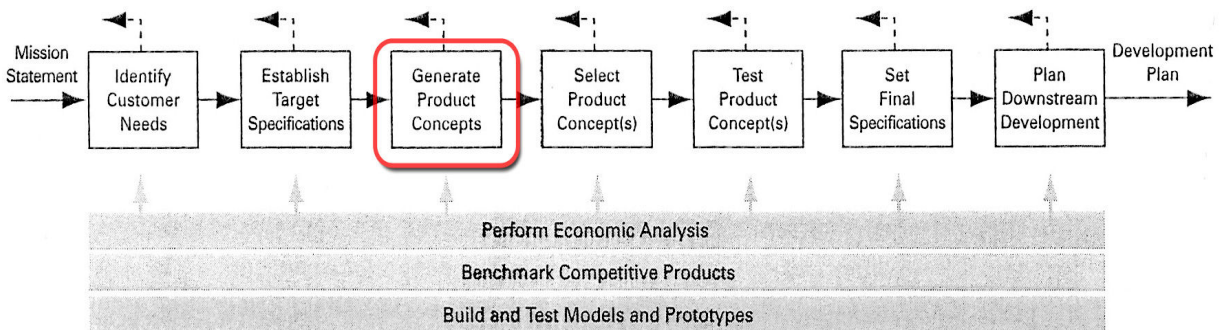 Mission
Statement
Identify
Customer
Needs
Establish
Target
Specifications
Generate
Product
Concepts
Select
Product
Concept(s)
Test
Product
Concept(s)
Set
Final
Specifications
Plan
Downstream
Development
Development
Plan
Perform Economic Analysis
Benchmark Competitive Products
Build and Test Models and Prototypes